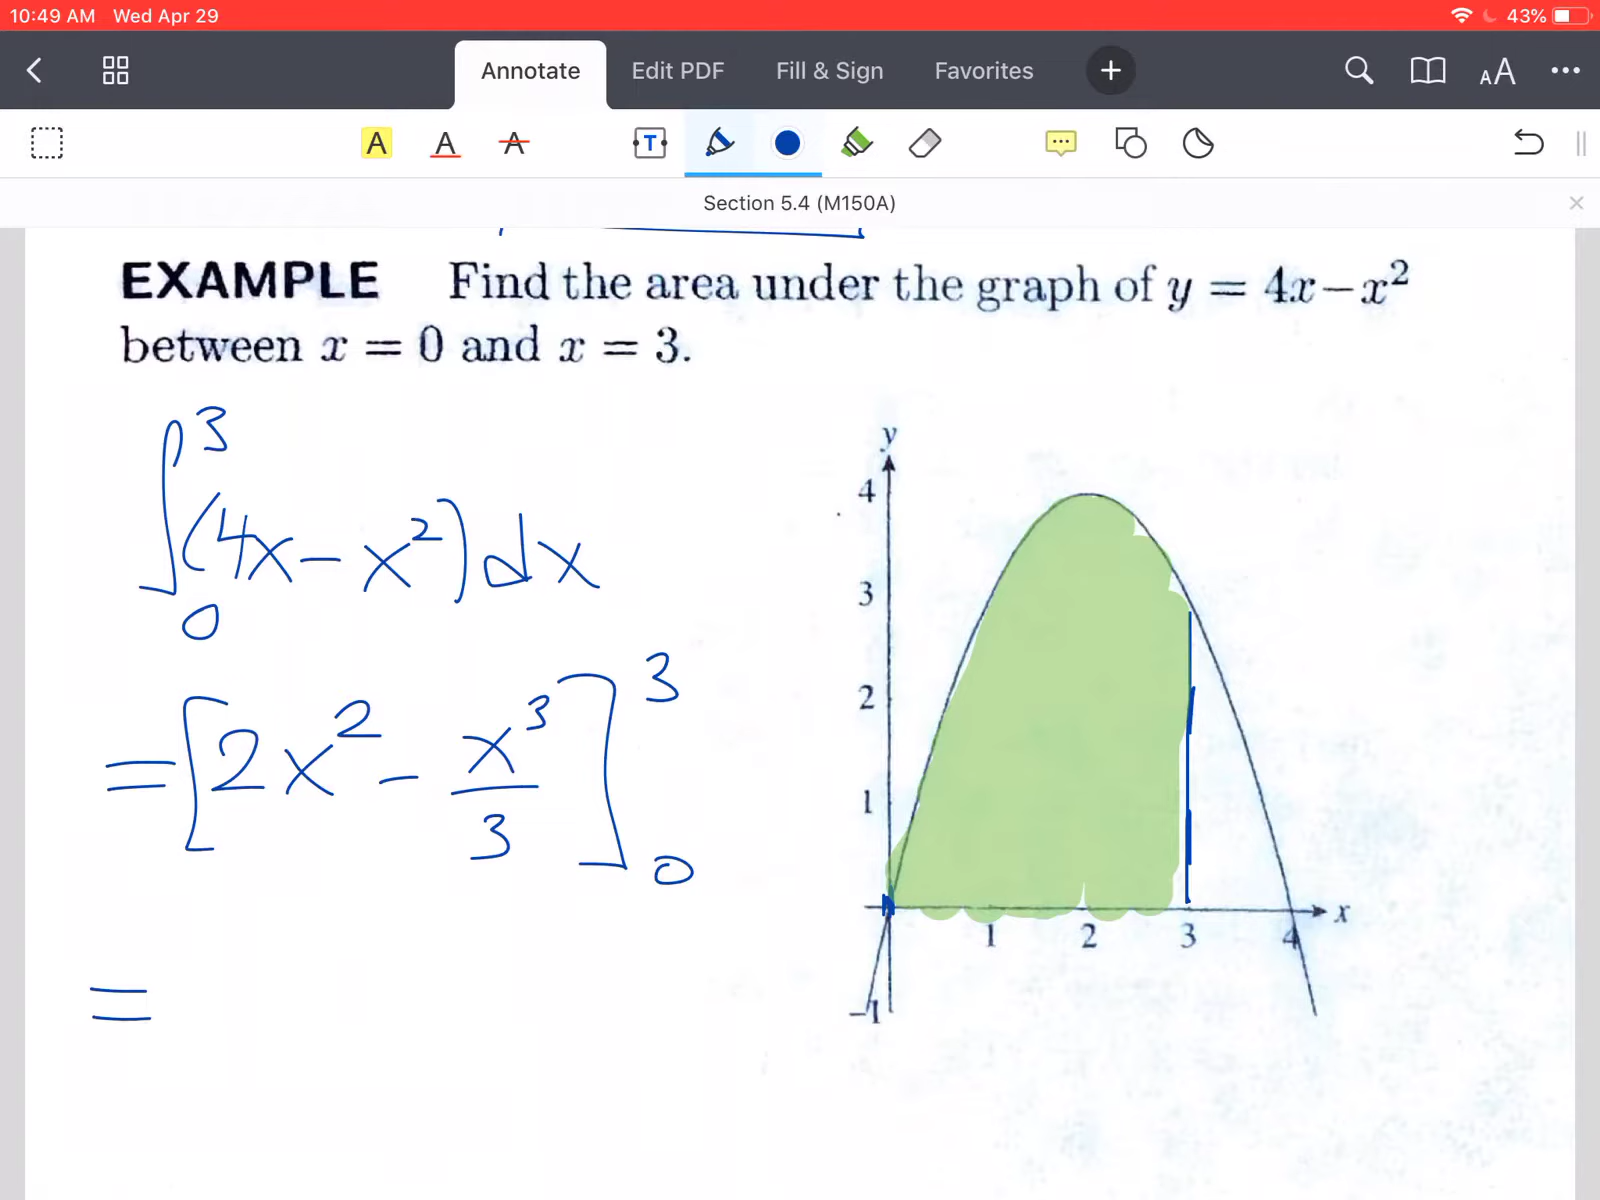 10:49 AM Wed Apr 29 43%
Annotate Edit PDF Fill & Sign Favorites +
A A A T AA
Section 5.4 (M150A)
EXAMPLE Find the area under the graph of y = 4x − x²
between x = 0 and x = 3.
∫₀³ (4x − x²) dx
= [2x² − x³/3]₀³
=
y
4
3
2
1
x
1 2 3 4
−1